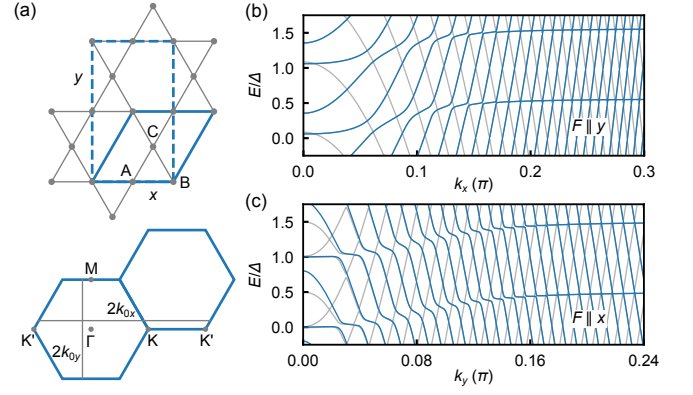 (a)
y
C
A
B
x
M
2k0x
K'
Γ
K
K'
2k0y
(b)
E/Δ
1.5
1.0
0.5
0.0
F ∥ y
0.0
0.1
0.2
0.3
kx (π)
(c)
E/Δ
1.5
1.0
0.5
0.0
F ∥ x
0.00
0.08
0.16
0.24
ky (π)